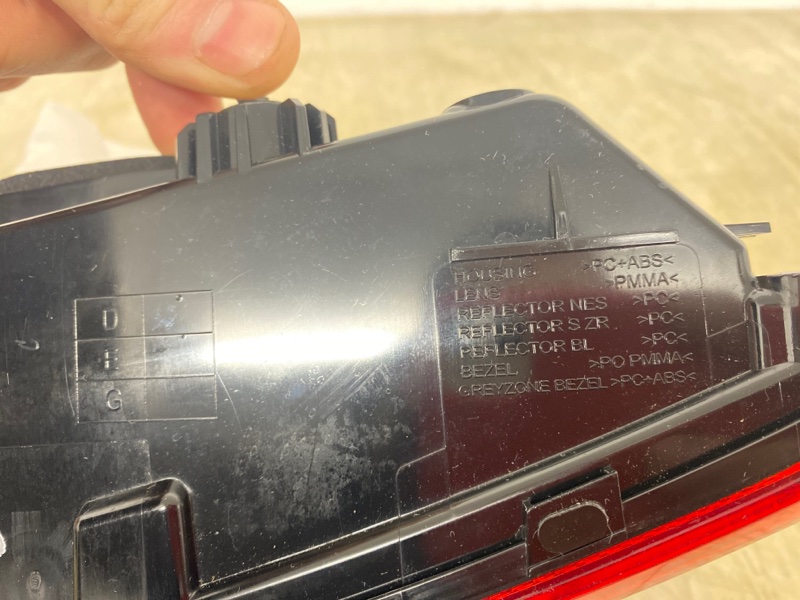 D
E
G
HOUSING >PC+ABS<
LENS >PMMA<
REFLECTOR NES >PC<
REFLECTOR S.ZR. >PC<
REFLECTOR BL >PC<
BEZEL >PC PMMA<
GREYZONE BEZEL >PC+ABS<